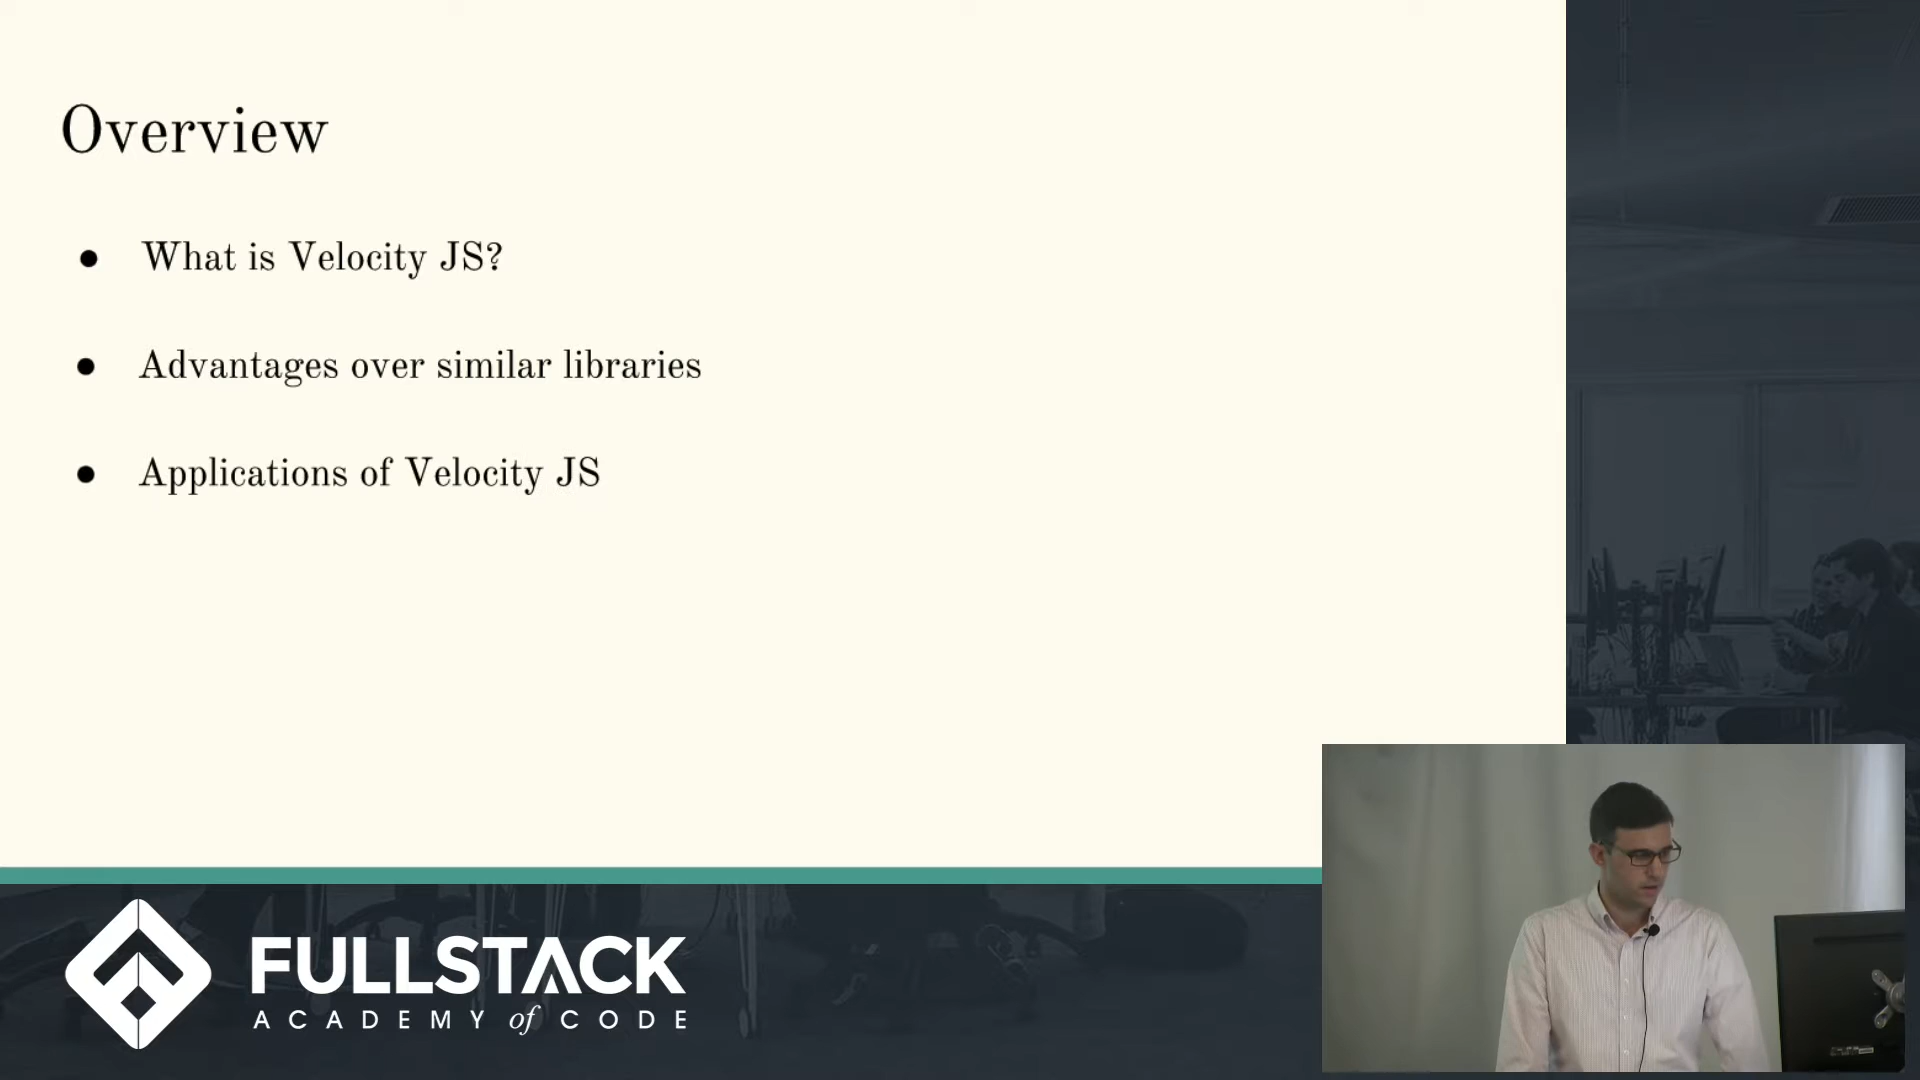 Overview
● What is Velocity JS?
● Advantages over similar libraries
● Applications of Velocity JS
FULLSTACK
ACADEMY of CODE